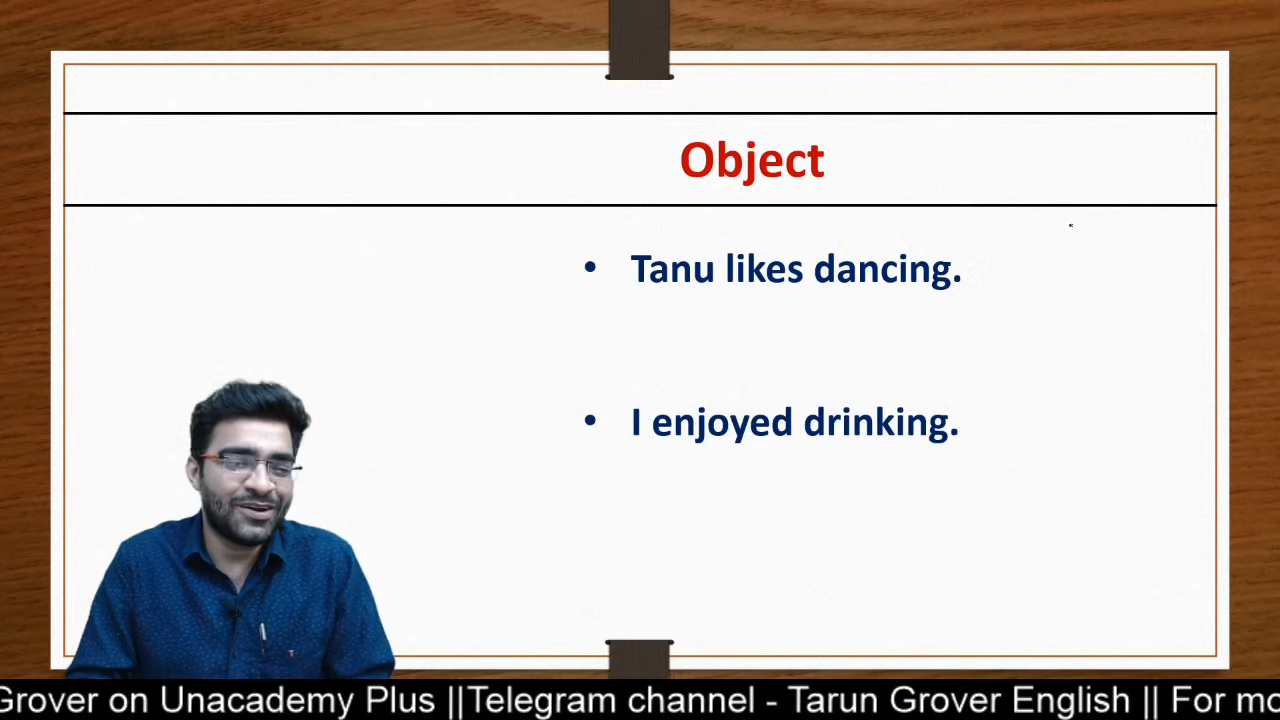 Object
• Tanu likes dancing.
• I enjoyed drinking.
Grover on Unacademy Plus ||Telegram channel - Tarun Grover English || For mo